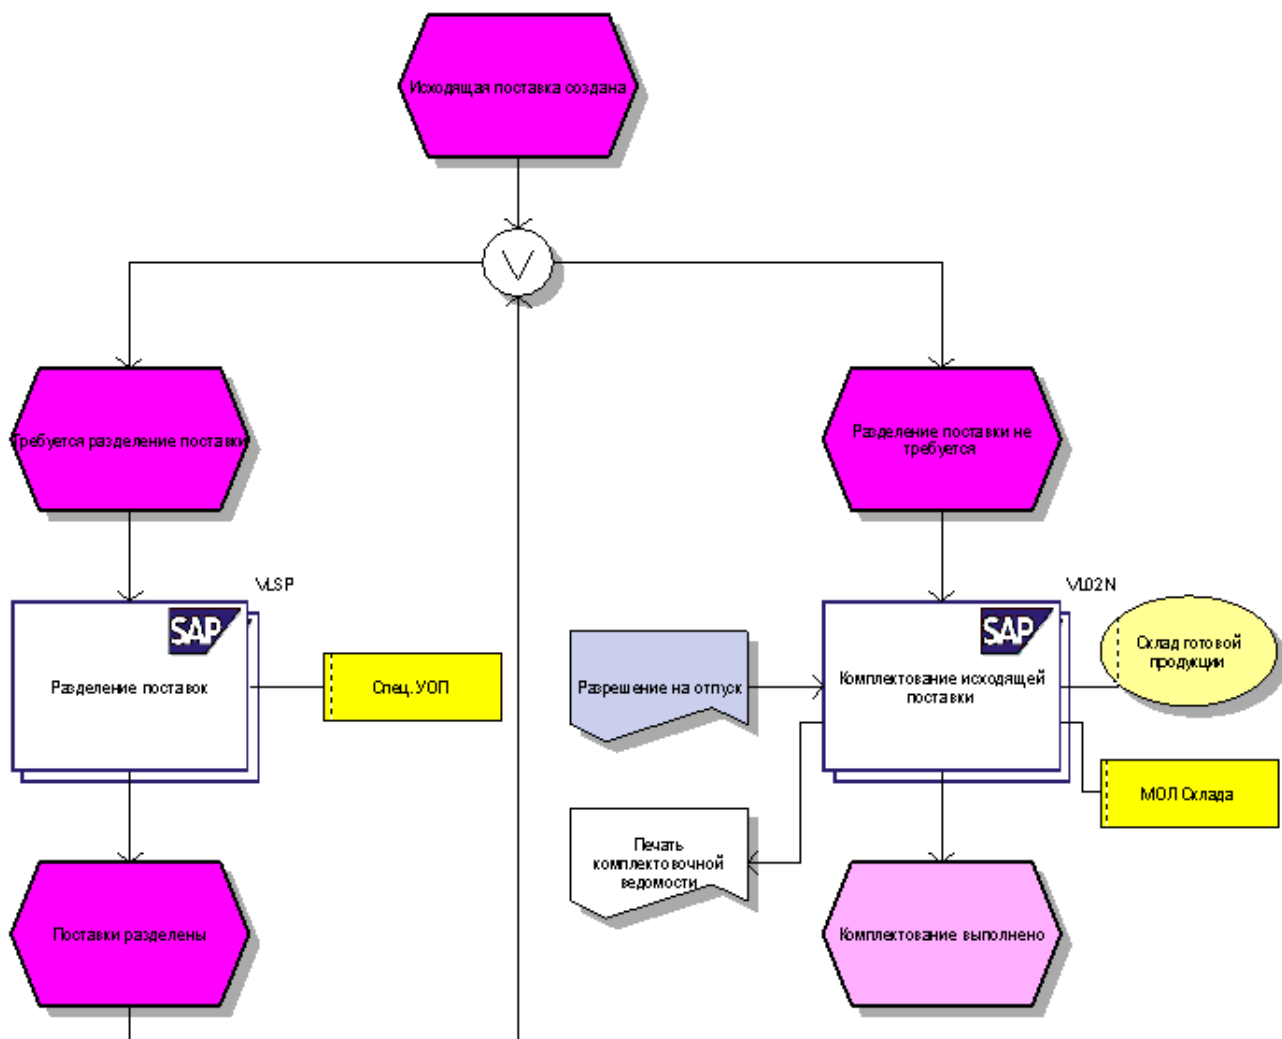 Исходящая поставка создана
V
Требуется разделение поставки
Разделение поставки не
требуется
VLSP
SAP
Разделение поставок
Спец. УОП
Разрешение на отпуск
VL02N
SAP
Комплектование исходящей
поставки
Склад готовой
продукции
МОЛ Склада
Печать
комплектовочной
ведомости
Поставки разделены
Комплектование выполнено